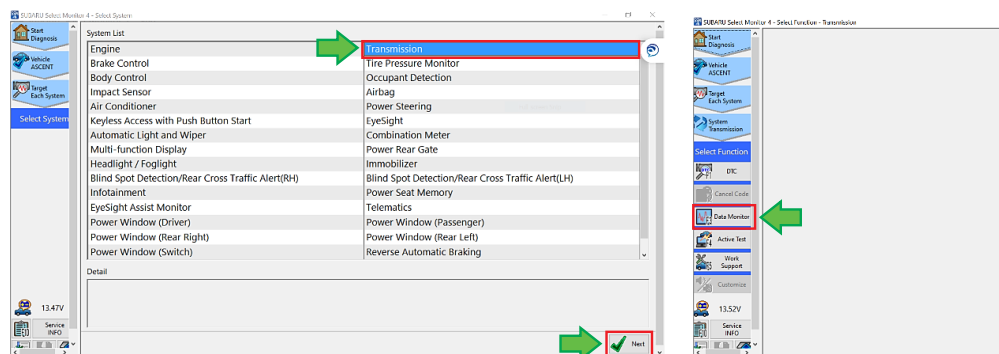 SUBARU Select Monitor 4 - Select System
Start
Diagnosis
Vehicle
ASCENT
Target
Each System
Select System
13.47V
Service
INFO
System List
Engine
Transmission
Brake Control
Tire Pressure Monitor
Body Control
Occupant Detection
Impact Sensor
Airbag
Air Conditioner
Power Steering
Keyless Access with Push Button Start
EyeSight
Automatic Light and Wiper
Combination Meter
Multi-function Display
Power Rear Gate
Headlight / Foglight
Immobilizer
Blind Spot Detection/Rear Cross Traffic Alert(RH)
Blind Spot Detection/Rear Cross Traffic Alert(LH)
Infotainment
Power Seat Memory
EyeSight Assist Monitor
Telematics
Power Window (Driver)
Power Window (Passenger)
Power Window (Rear Right)
Power Window (Rear Left)
Power Window (Switch)
Reverse Automatic Braking
Detail
Next
SUBARU Select Monitor 4 - Select Function - Transmission
Start
Diagnosis
Vehicle
ASCENT
Target
Each System
System
Transmission
Select Function
DTC
Cancel Code
Data Monitor
Active Test
Work
Support
Customize
13.52V
Service
INFO